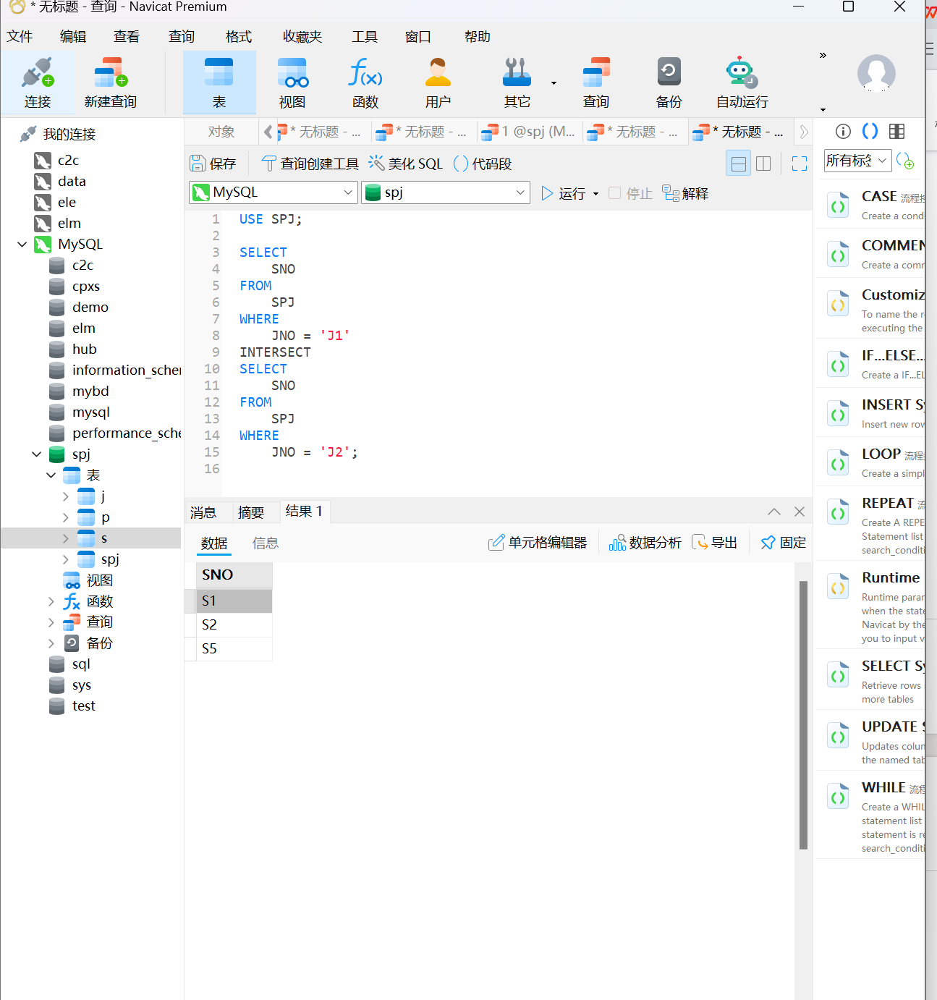 * 无标题 - 查询 - Navicat Premium
文件 编辑 查看 查询 格式 收藏夹 工具 窗口 帮助
连接 新建查询 表 视图 函数 用户 其它 查询 备份 自动运行
我的连接
c2c
data
ele
elm
MySQL
c2c
cpxs
demo
elm
hub
information_scher
mybd
mysql
performance_sche
spj
表
j
p
s
spj
视图
函数
查询
备份
sql
sys
test
对象 * 无标题 - ... * 无标题 - ... 1 @spj (M... * 无标题 - ... * 无标题 - ...
保存 查询创建工具 美化 SQL 代码段
MySQL spj 运行 停止 解释
1 USE SPJ;
2
3 SELECT
4 SNO
5 FROM
6 SPJ
7 WHERE
8 JNO = 'J1'
9 INTERSECT
10 SELECT
11 SNO
12 FROM
13 SPJ
14 WHERE
15 JNO = 'J2';
16
消息 摘要 结果 1
数据 信息 单元格编辑器 数据分析 导出 固定
SNO
S1
S2
S5
所有标签
CASE 流程控
Create a cond
COMMEN
Create a comm
Customiz
To name the r
executing the
IF...ELSE...
Create a IF...EL
INSERT Sy
Insert new row
LOOP 流程
Create a simpl
REPEAT 流
Create A REPE
Statement list
search_conditi
Runtime
Runtime parar
when the state
Navicat by the
you to input v
SELECT Sy
Retrieve rows
more tables
UPDATE S
Updates colun
the named tab
WHILE 流程
Create a WHIL
statement list
statement is re
search_conditi